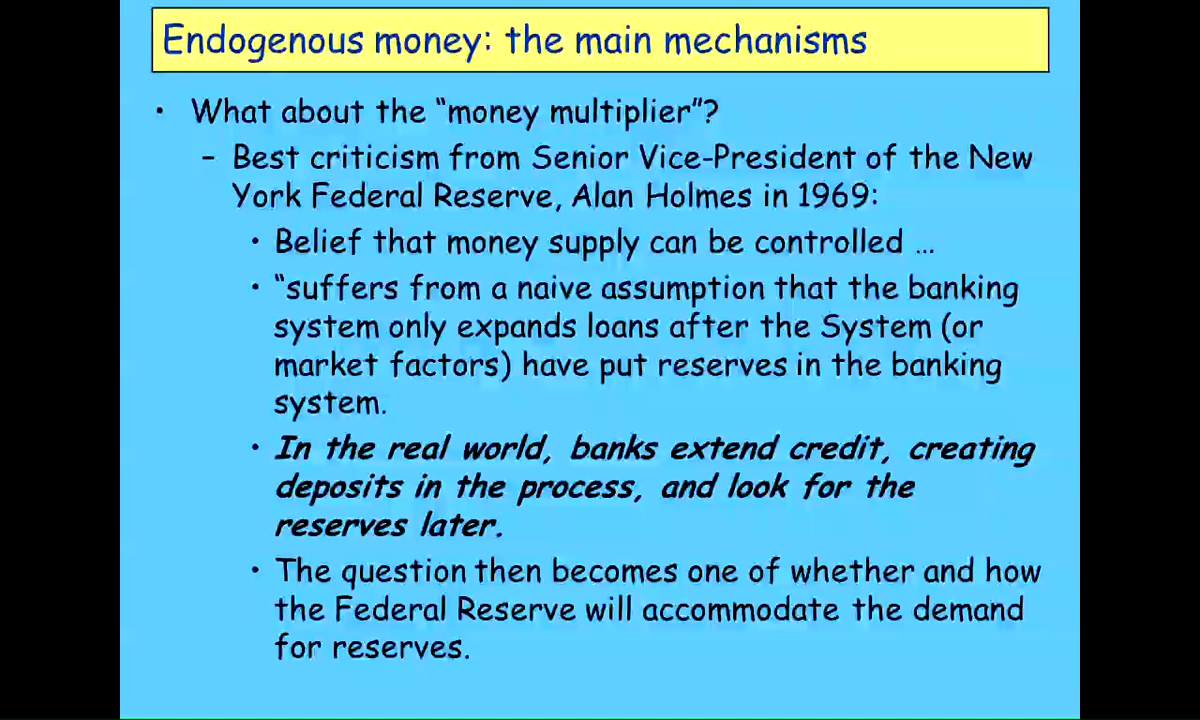 Endogenous money: the main mechanisms
• What about the “money multiplier”?
– Best criticism from Senior Vice-President of the New
York Federal Reserve, Alan Holmes in 1969:
• Belief that money supply can be controlled …
• “suffers from a naive assumption that the banking
system only expands loans after the System (or
market factors) have put reserves in the banking
system.
• In the real world, banks extend credit, creating
deposits in the process, and look for the
reserves later.
• The question then becomes one of whether and how
the Federal Reserve will accommodate the demand
for reserves.